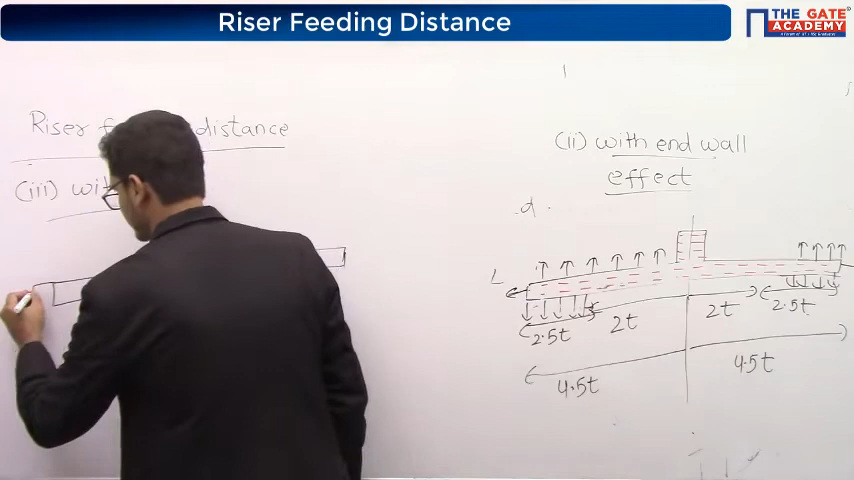 Riser Feeding Distance
THE GATE
ACADEMY
Riser distance
(iii)
(ii) with end wall
effect
d
L
2.5t
2t
2t
2.5t
4.5t
4.5t